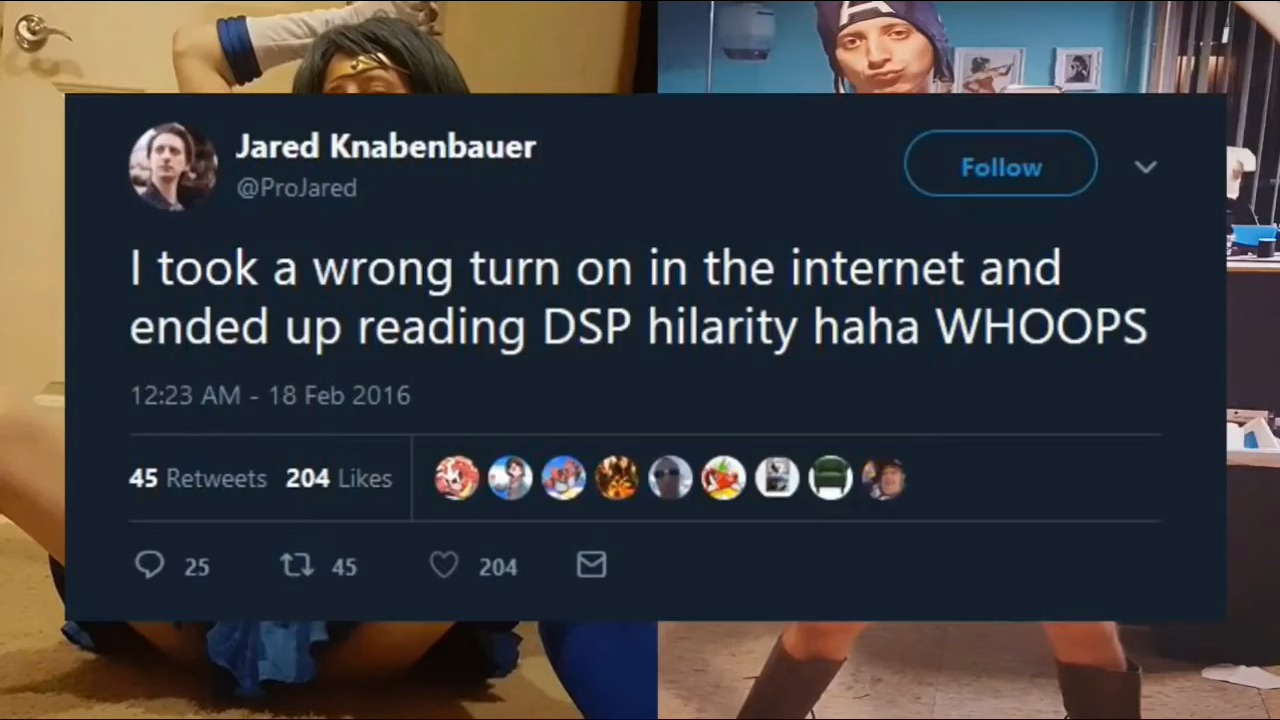 Jared Knabenbauer
@ProJared
Follow
I took a wrong turn on in the internet and
ended up reading DSP hilarity haha WHOOPS
12:23 AM - 18 Feb 2016
45 Retweets 204 Likes
25 45 204
A